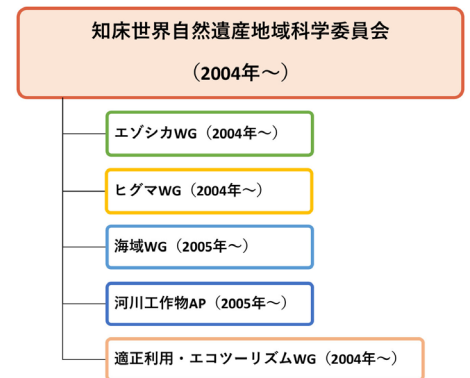 知床世界自然遺産地域科学委員会
（2004年～）
エゾシカWG（2004年～）
ヒグマWG（2004年～）
海域WG（2005年～）
河川工作物AP（2005年～）
適正利用・エコツーリズムWG（2004年～）